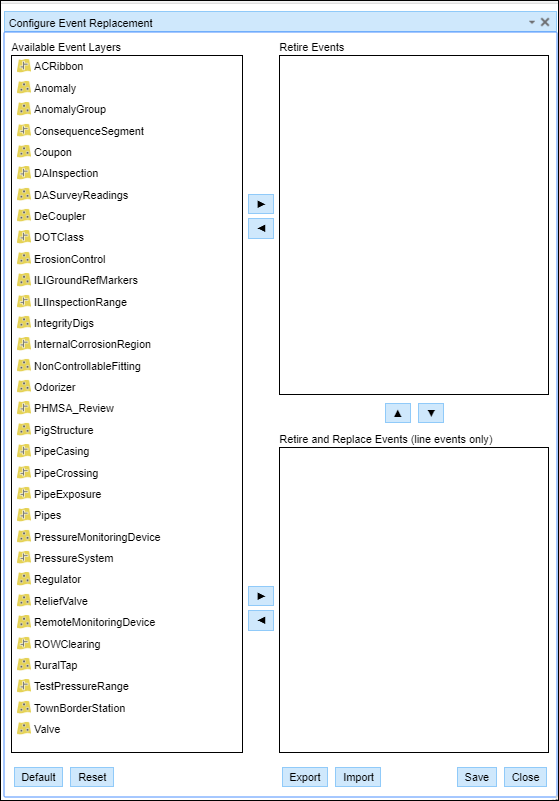 Configure Event Replacement
Available Event Layers
ACRibbon
Anomaly
AnomalyGroup
ConsequenceSegment
Coupon
DAInspection
DASurveyReadings
DeCoupler
DOTClass
ErosionControl
ILIGroundRefMarkers
ILIInspectionRange
IntegrityDigs
InternalCorrosionRegion
NonControllableFitting
Odorizer
PHMSA_Review
PigStructure
PipeCasing
PipeCrossing
PipeExposure
Pipes
PressureMonitoringDevice
PressureSystem
Regulator
ReliefValve
RemoteMonitoringDevice
ROWClearing
RuralTap
TestPressureRange
TownBorderStation
Valve
Retire Events
Retire and Replace Events (line events only)
Default Reset Export Import Save Close